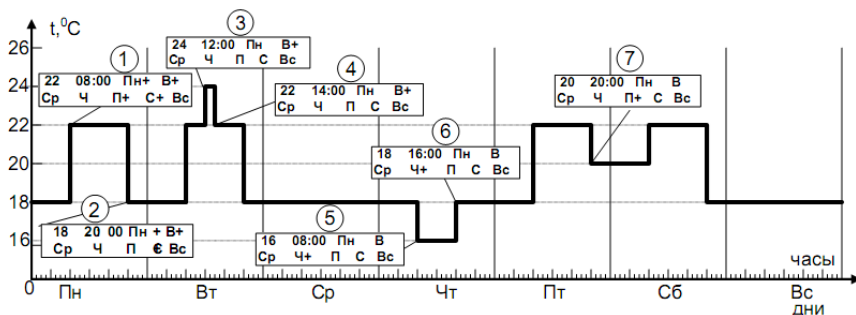 t,⁰C
26
24
22
20
18
16
0
1
22 08:00 Пн+ В+
Ср Ч П+ С+ Вс
2
18 20 00 Пн + В+
Ср Ч П Є Вс
3
24 12:00 Пн В+
Ср Ч П С Вс
4
22 14:00 Пн В+
Ср Ч П С Вс
5
16 08:00 Пн В
Ср Ч+ П С Вс
6
18 16:00 Пн В
Ср Ч+ П С Вс
7
20 20:00 Пн В
Ср Ч П+ С Вс
часы
Пн Вт Ср Чт Пт Сб Вс
дни